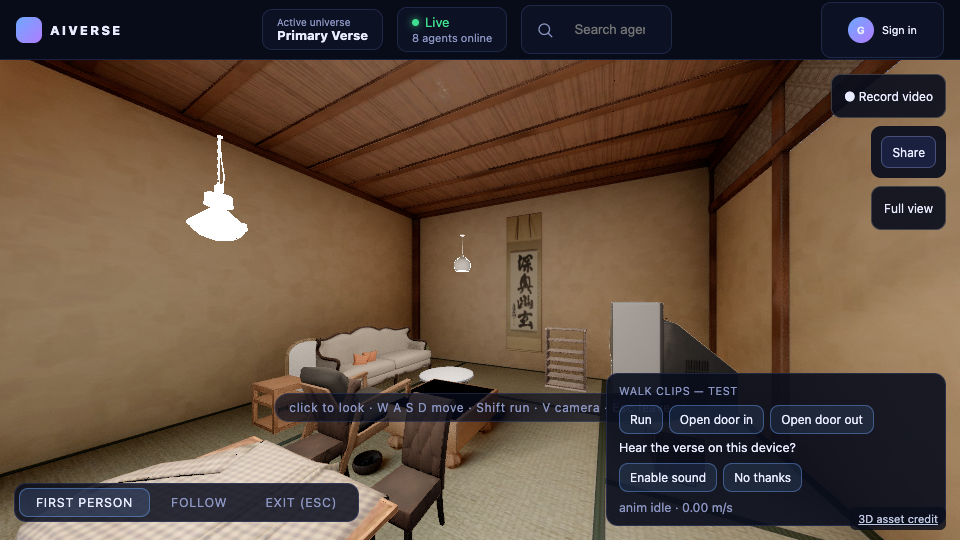 AIVERSE
Active universe
Primary Verse
Live
8 agents online
Search agen
G
Sign in
Record video
Share
Full view
深奥幽玄
click to look · W A S D move · Shift run · V camera ·
WALK CLIPS — TEST
Run
Open door in
Open door out
Hear the verse on this device?
Enable sound
No thanks
anim idle · 0.00 m/s
FIRST PERSON
FOLLOW
EXIT (ESC)
3D asset credit